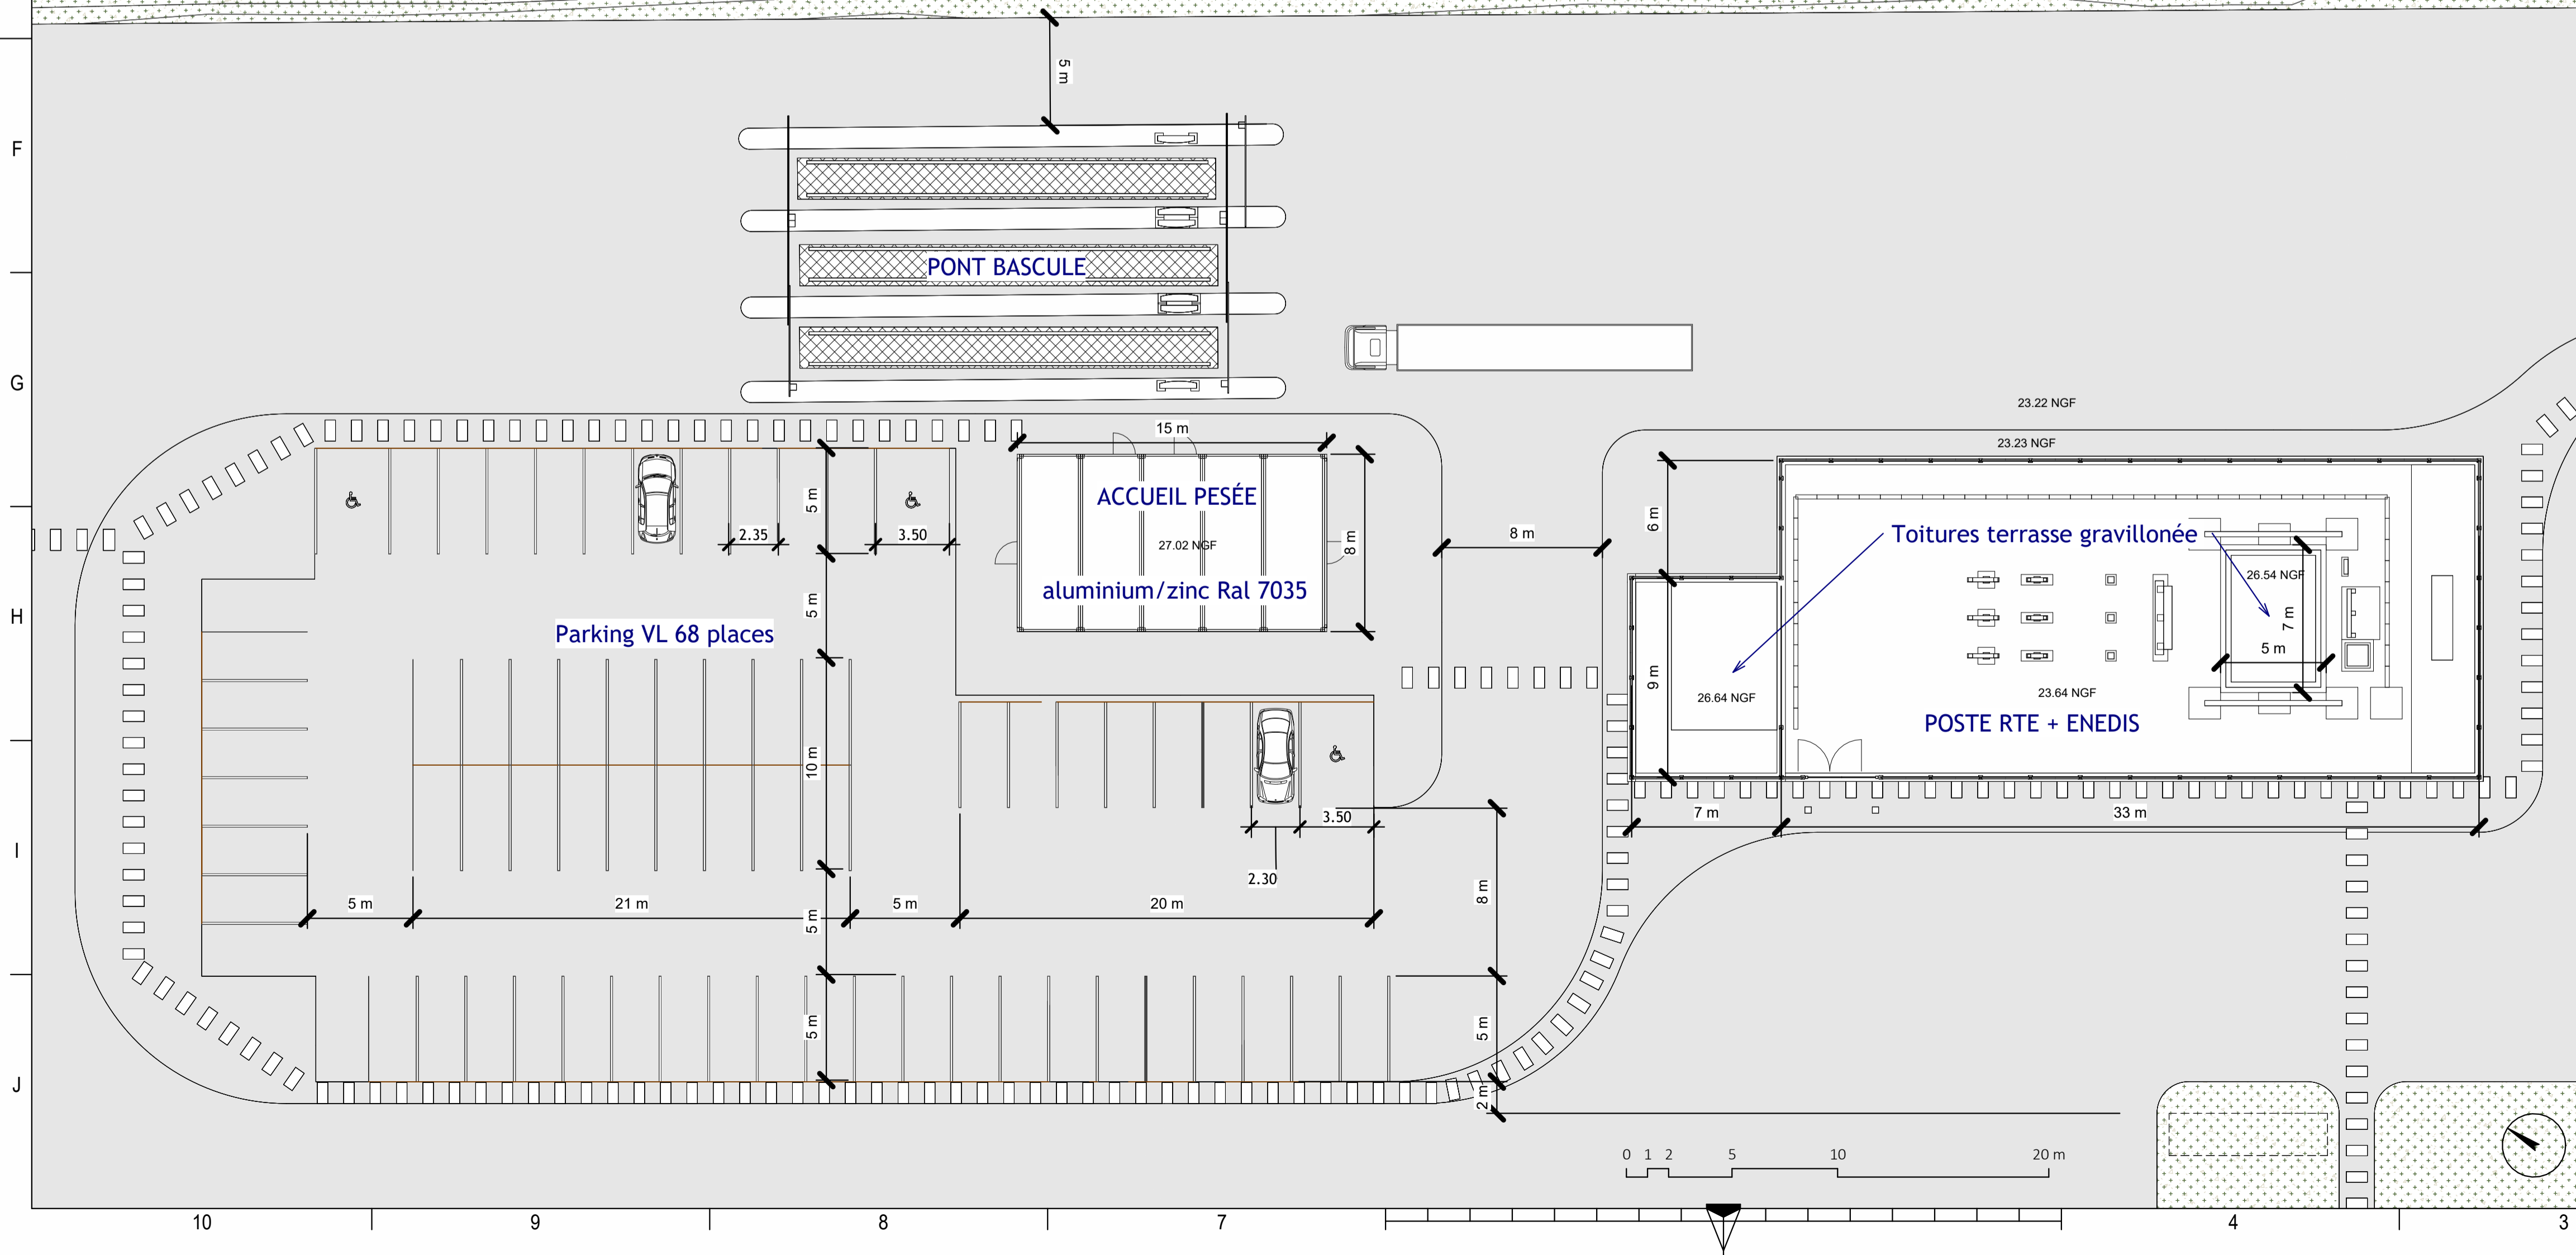 5 m
F
PONT BASCULE
G
23.22 NGF
15 m
23.23 NGF
ACCUEIL PESÉE
5 m
6 m
2.35
3.50
8 m
8 m
Toitures terrasse gravillonée
27.02 NGF
26.54 NGF
aluminium/zinc Ral 7035
H
5 m
7 m
Parking VL 68 places
5 m
9 m
23.64 NGF
26.64 NGF
POSTE RTE + ENEDIS
10 m
3.50
7 m
33 m
I
2.30
8 m
5 m
21 m
5 m
20 m
5 m
5 m
5 m
J
2 m
0 1 2 5 10 20 m
10 9 8 7 4 3